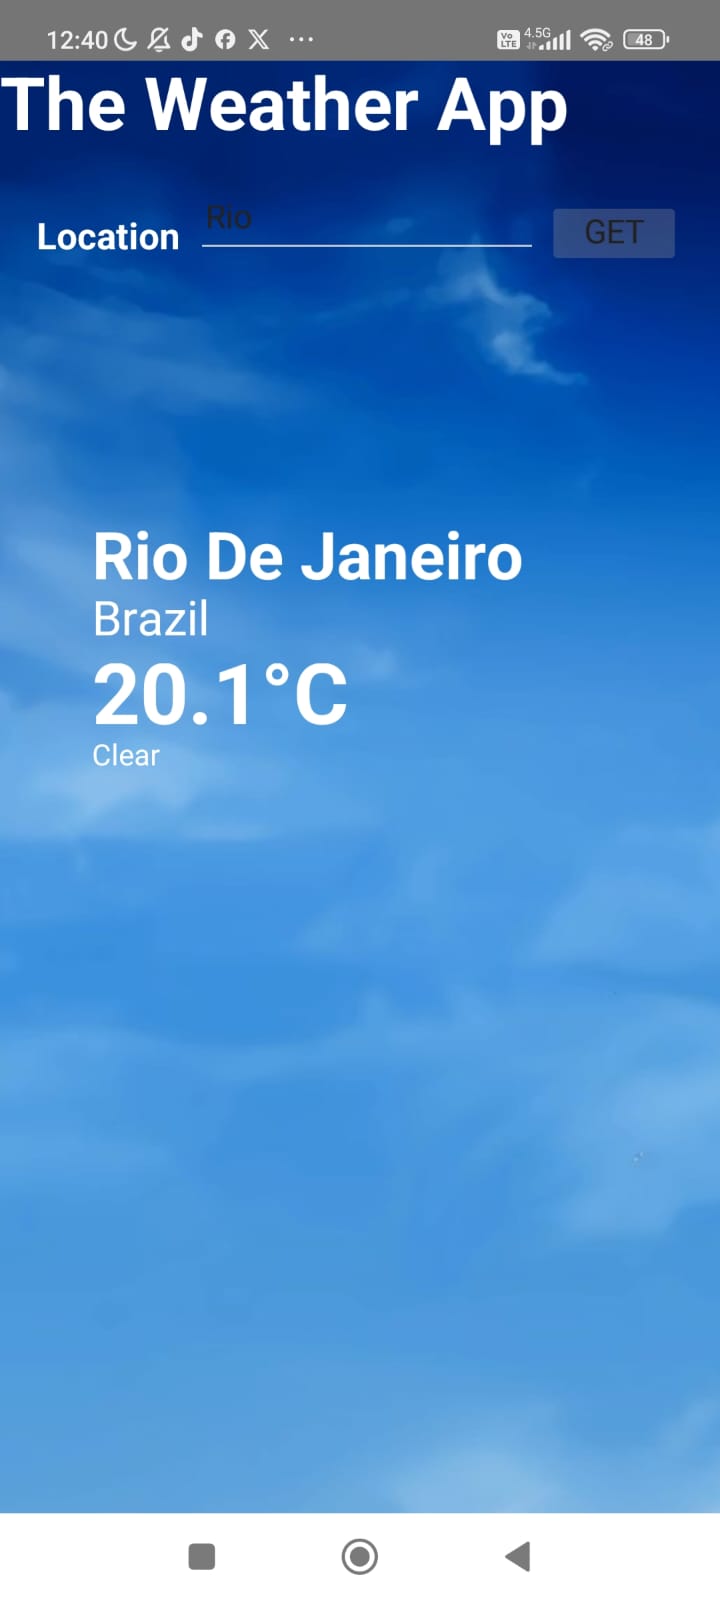 12:40 ... Vo LTE 4.5G 48
The Weather App
Location Rio GET
Rio De Janeiro
Brazil
20.1°C
Clear